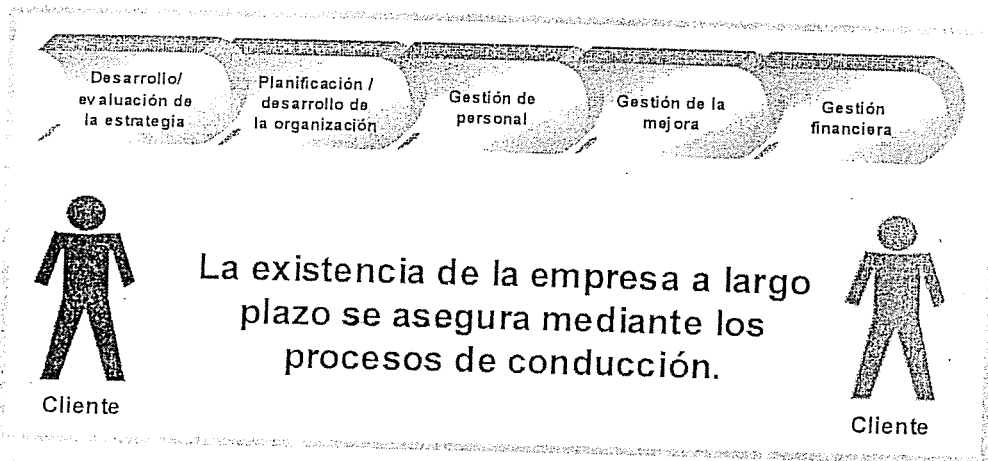 Desarrollo/
evaluación de
la estrategia
Planificación /
desarrollo de
la organización
Gestión de
personal
Gestión de la
mejora
Gestión
financiera
La existencia de la empresa a largo
plazo se asegura mediante los
procesos de conducción.
Cliente
Cliente